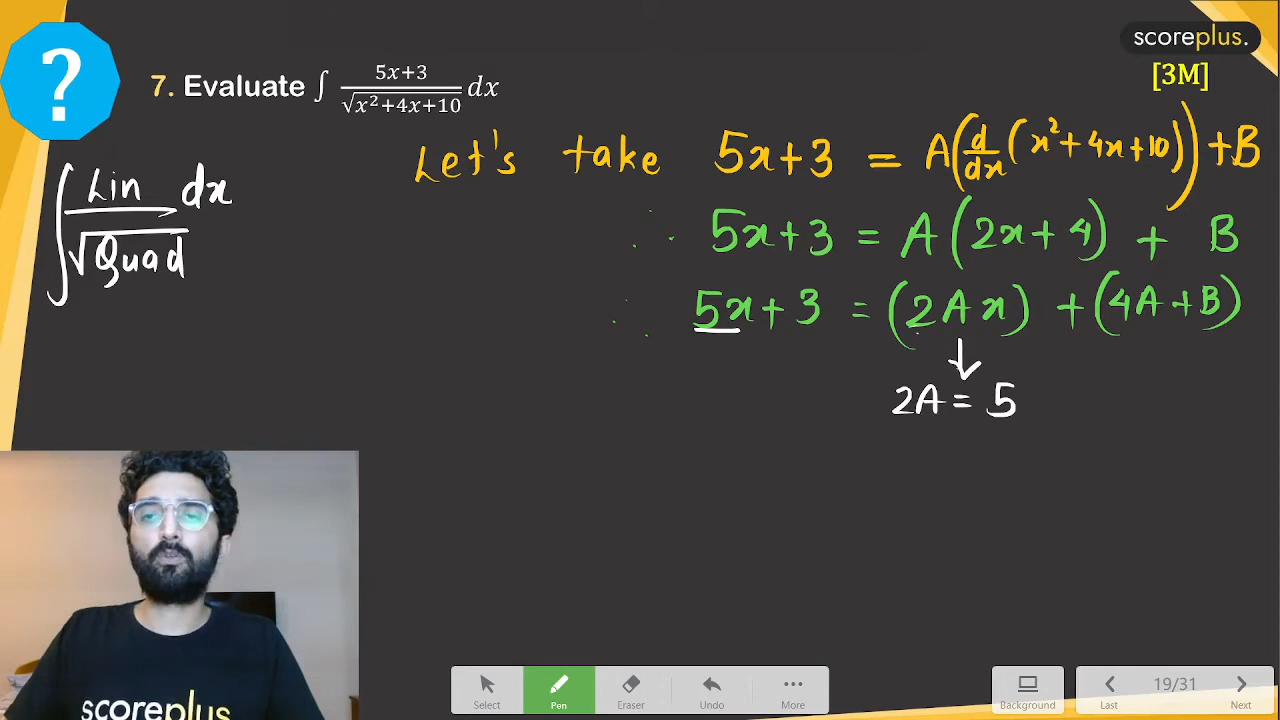 ?
scoreplus.
7. Evaluate ∫ (5x+3)/√(x²+4x+10) dx
[3M]
Let's take 5x+3 = A(d/dx(x²+4x+10))+B
∫ Lin/√Quad dx
∴ 5x+3 = A(2x+4) + B
∴ 5x+3 = (2Ax) + (4A+B)
↓
2A = 5
scoreplus
Select
Pen
Eraser
Undo
More
Background
Last
19/31
Next